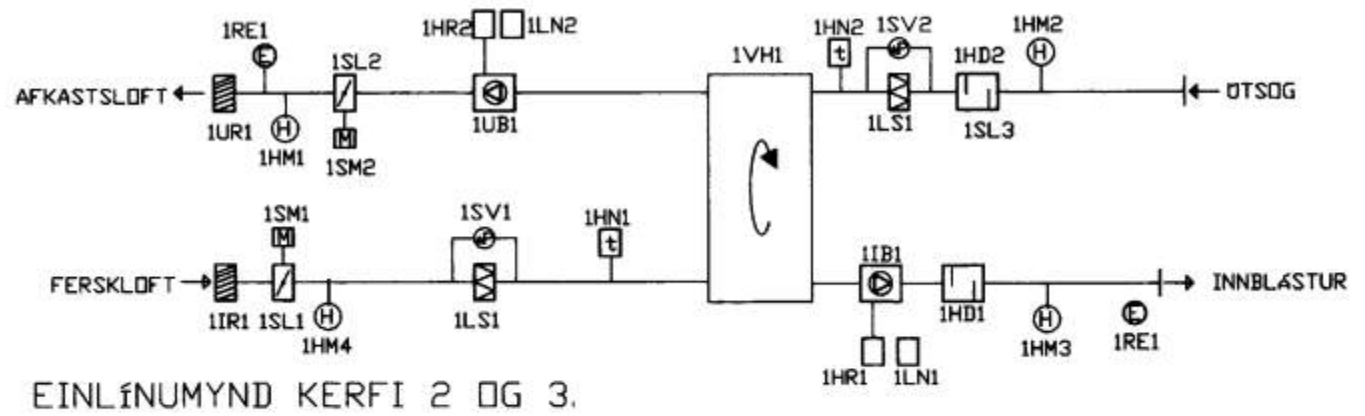 1HR2 1LN2 1HN2 1SV2 1HM2
1RE1 1SL2 1VH1 1HD2
E t H
AFKASTSLOFT ÚTSOG
1UR1 H M 1UB1 1LS1 1SL3
1HM1 1SM2
1SM1 1SV1 1HN1
M t 1IB1
FERSKLOFT INNBLÁSTUR
1IR1 1SL1 H 1LS1 1HD1 H E
1HM4 1HM3 1RE1
1HR1 1LN1
EINLÍNUMYND KERFI 2 OG 3.